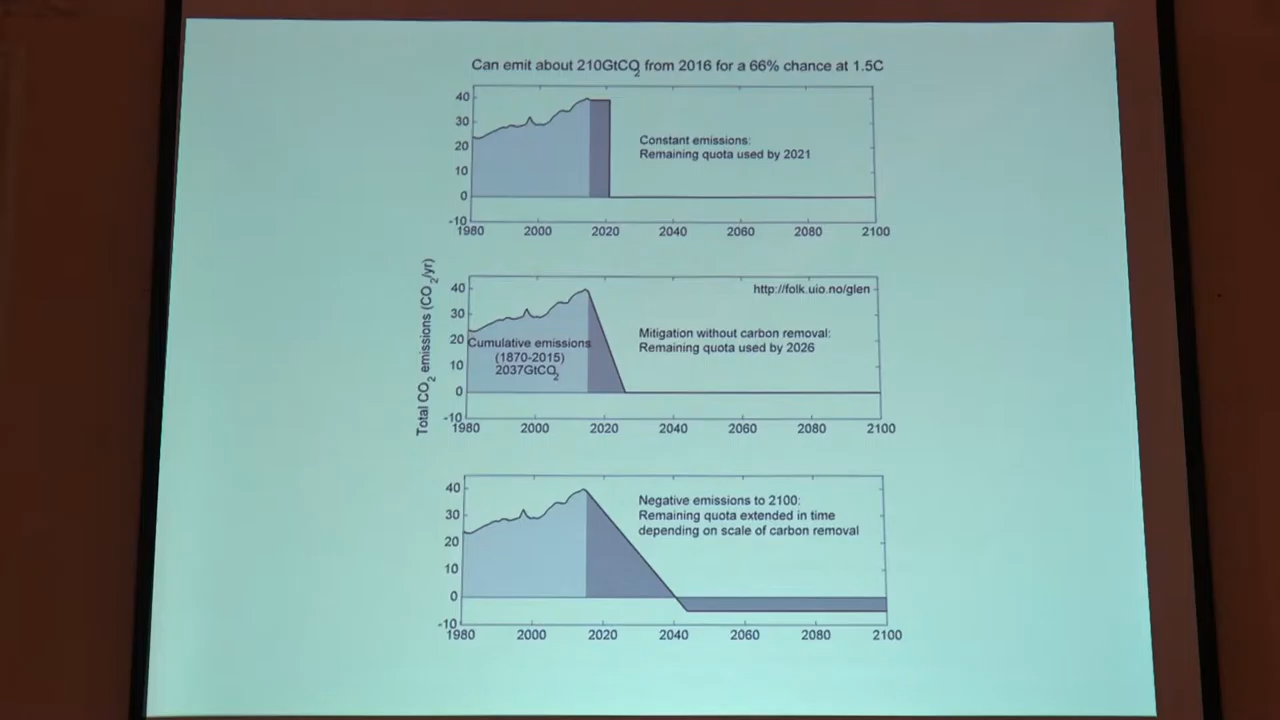 Can emit about 210GtCO2 from 2016 for a 66% chance at 1.5C
40
30
20
10
0
-10
Constant emissions:
Remaining quota used by 2021
1980 2000 2020 2040 2060 2080 2100
Total CO2 emissions (CO2/yr)
40
30
20
10
0
-10
http://folk.uio.no/glen
Cumulative emissions
(1870-2015)
2037GtCO2
Mitigation without carbon removal:
Remaining quota used by 2026
1980 2000 2020 2040 2060 2080 2100
40
30
20
10
0
-10
Negative emissions to 2100:
Remaining quota extended in time
depending on scale of carbon removal
1980 2000 2020 2040 2060 2080 2100